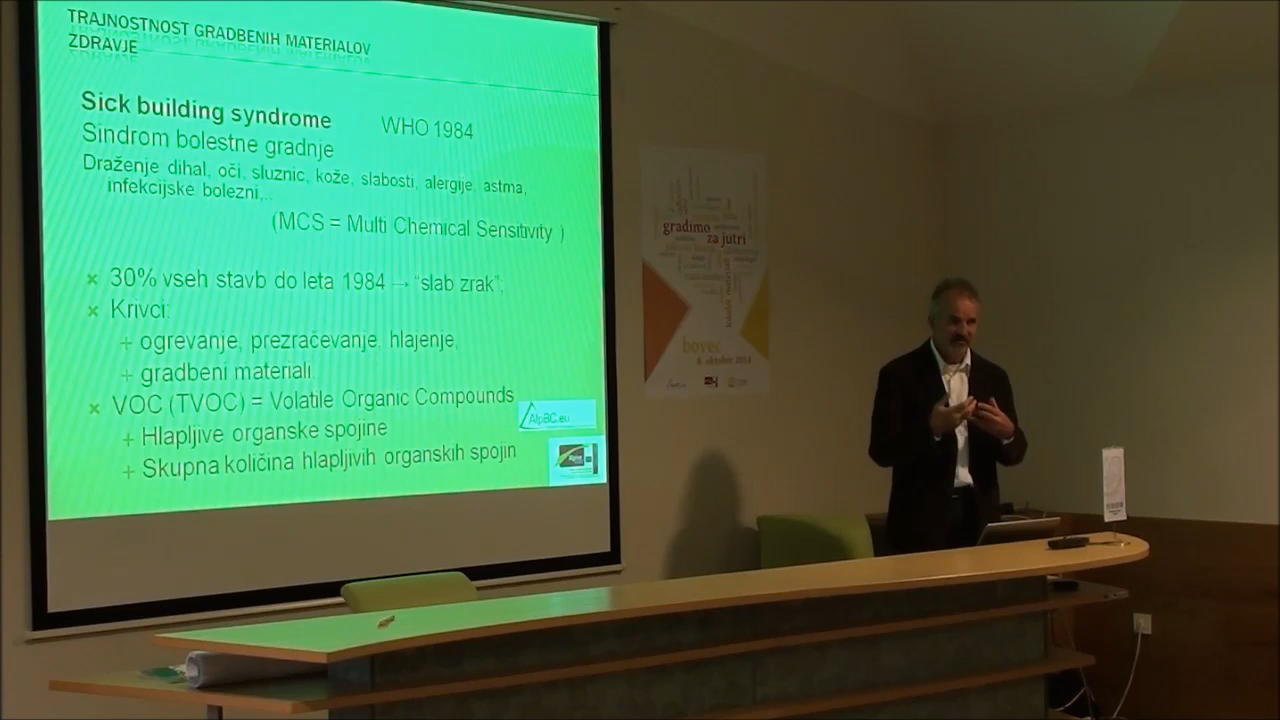 TRAJNOSTNOST GRADBENIH MATERIALOV
ZDRAVJE
Sick building syndrome WHO 1984
Sindrom bolestne gradnje
Draženje dihal, oči, sluznic, kože, slabosti, alergije, astma,
infekcijske bolezni,..
(MCS = Multi Chemical Sensitivity )
30% vseh stavb do leta 1984 → “slab zrak”;
Krivci:
+ ogrevanje, prezračevanje, hlajenje,
+ gradbeni materiali.
VOC (TVOC) = Volatile Organic Compounds
+ Hlapljive organske spojine
+ Skupna količina hlapljivih organskih spojin
AlpBC.eu
gradimo
za jutri
bovec
8. oktober 2014